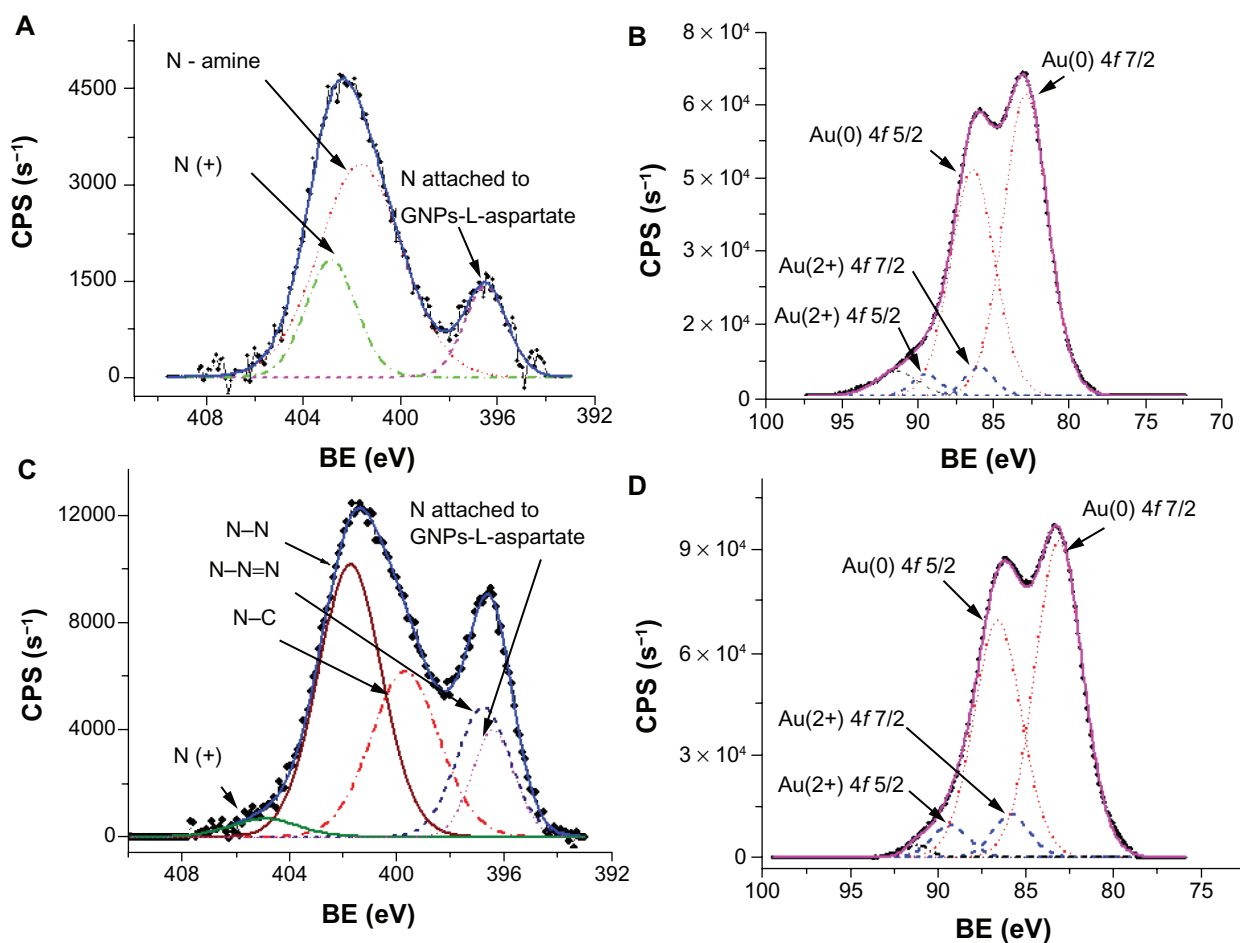 A
N - amine
N (+)
N attached to
GNPs-L-aspartate
4500
3000
1500
0
408
404
400
396
392
CPS (s⁻¹)
BE (eV)
B
Au(0) 4f 7/2
Au(0) 4f 5/2
Au(2+) 4f 7/2
Au(2+) 4f 5/2
8 × 10⁴
6 × 10⁴
5 × 10⁴
3 × 10⁴
2 × 10⁴
0
100
95
90
85
80
75
70
CPS (s⁻¹)
BE (eV)
C
N–N
N–N=N
N–C
N (+)
N attached to
GNPs-L-aspartate
12000
8000
4000
0
408
404
400
396
392
CPS (s⁻¹)
BE (eV)
D
Au(0) 4f 7/2
Au(0) 4f 5/2
Au(2+) 4f 7/2
Au(2+) 4f 5/2
9 × 10⁴
6 × 10⁴
3 × 10⁴
0
100
95
90
85
80
75
CPS (s⁻¹)
BE (eV)